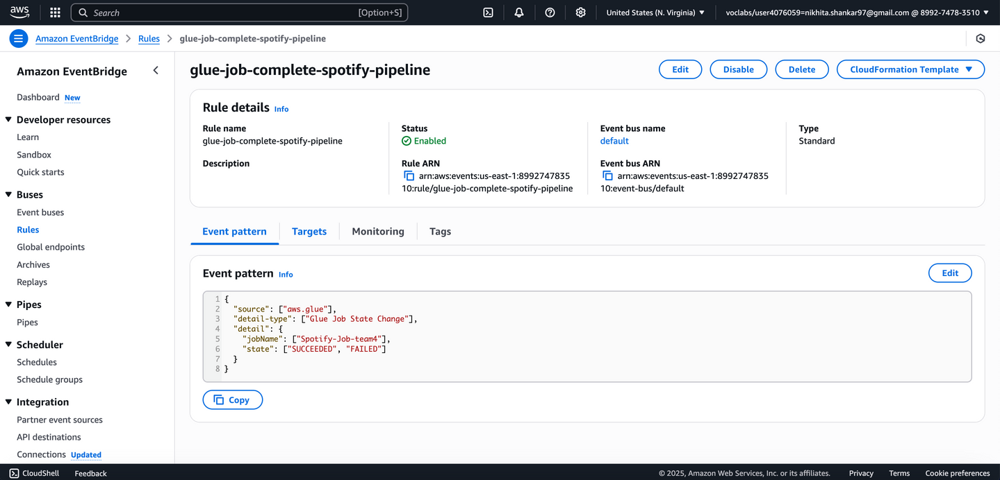 aws
Search
[Option+S]
United States (N. Virginia)
voclabs/user4076059=nikhita.shankar97@gmail.com @ 8992-7478-3510
Amazon EventBridge
Rules
glue-job-complete-spotify-pipeline
Amazon EventBridge
Dashboard New
Developer resources
Learn
Sandbox
Quick starts
Buses
Event buses
Rules
Global endpoints
Archives
Replays
Pipes
Pipes
Scheduler
Schedules
Schedule groups
Integration
Partner event sources
API destinations
Connections Updated
glue-job-complete-spotify-pipeline
Edit
Disable
Delete
CloudFormation Template
Rule details Info
Rule name
glue-job-complete-spotify-pipeline
Description
Status
Enabled
Rule ARN
arn:aws:events:us-east-1:8992747835
10:rule/glue-job-complete-spotify-pipeline
Event bus name
default
Event bus ARN
arn:aws:events:us-east-1:8992747835
10:event-bus/default
Type
Standard
Event pattern
Targets
Monitoring
Tags
Event pattern Info
Edit
1 {
2   "source": ["aws.glue"],
3   "detail-type": ["Glue Job State Change"],
4   "detail": {
5     "jobName": ["Spotify-Job-team4"],
6     "state": ["SUCCEEDED", "FAILED"]
7   }
8 }
Copy
CloudShell
Feedback
© 2025, Amazon Web Services, Inc. or its affiliates.
Privacy
Terms
Cookie preferences